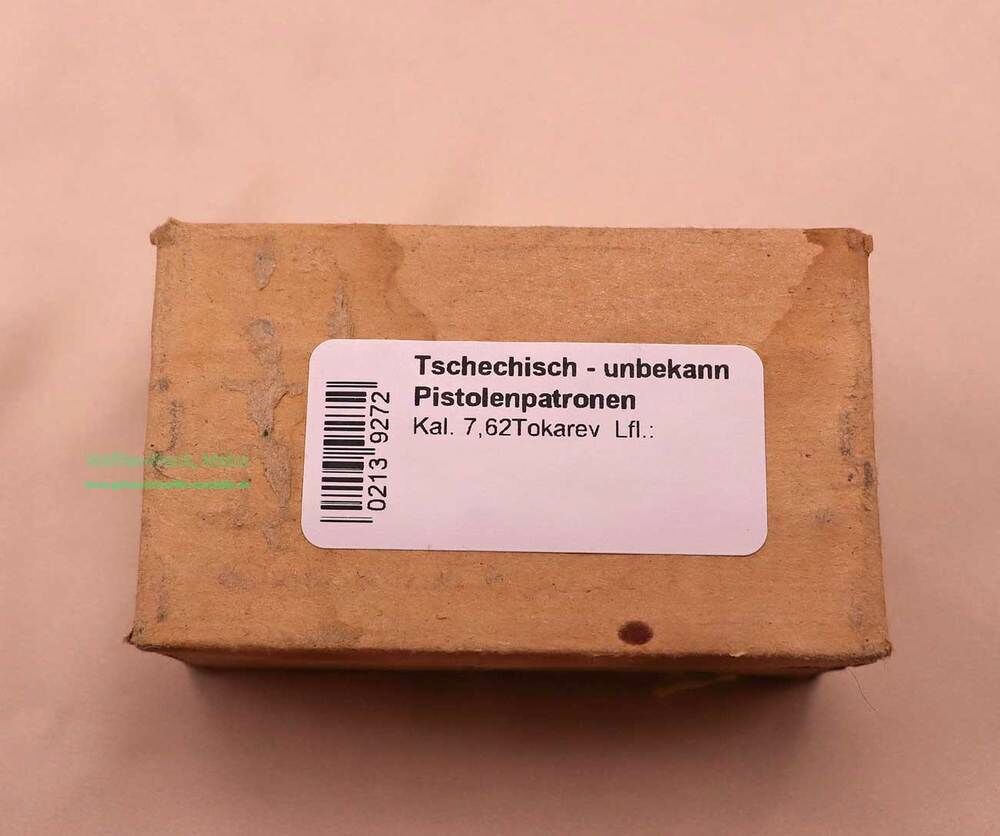 Tschechisch - unbekann
Pistolenpatronen
Kal. 7,62Tokarev Lfl.:
0213 9272